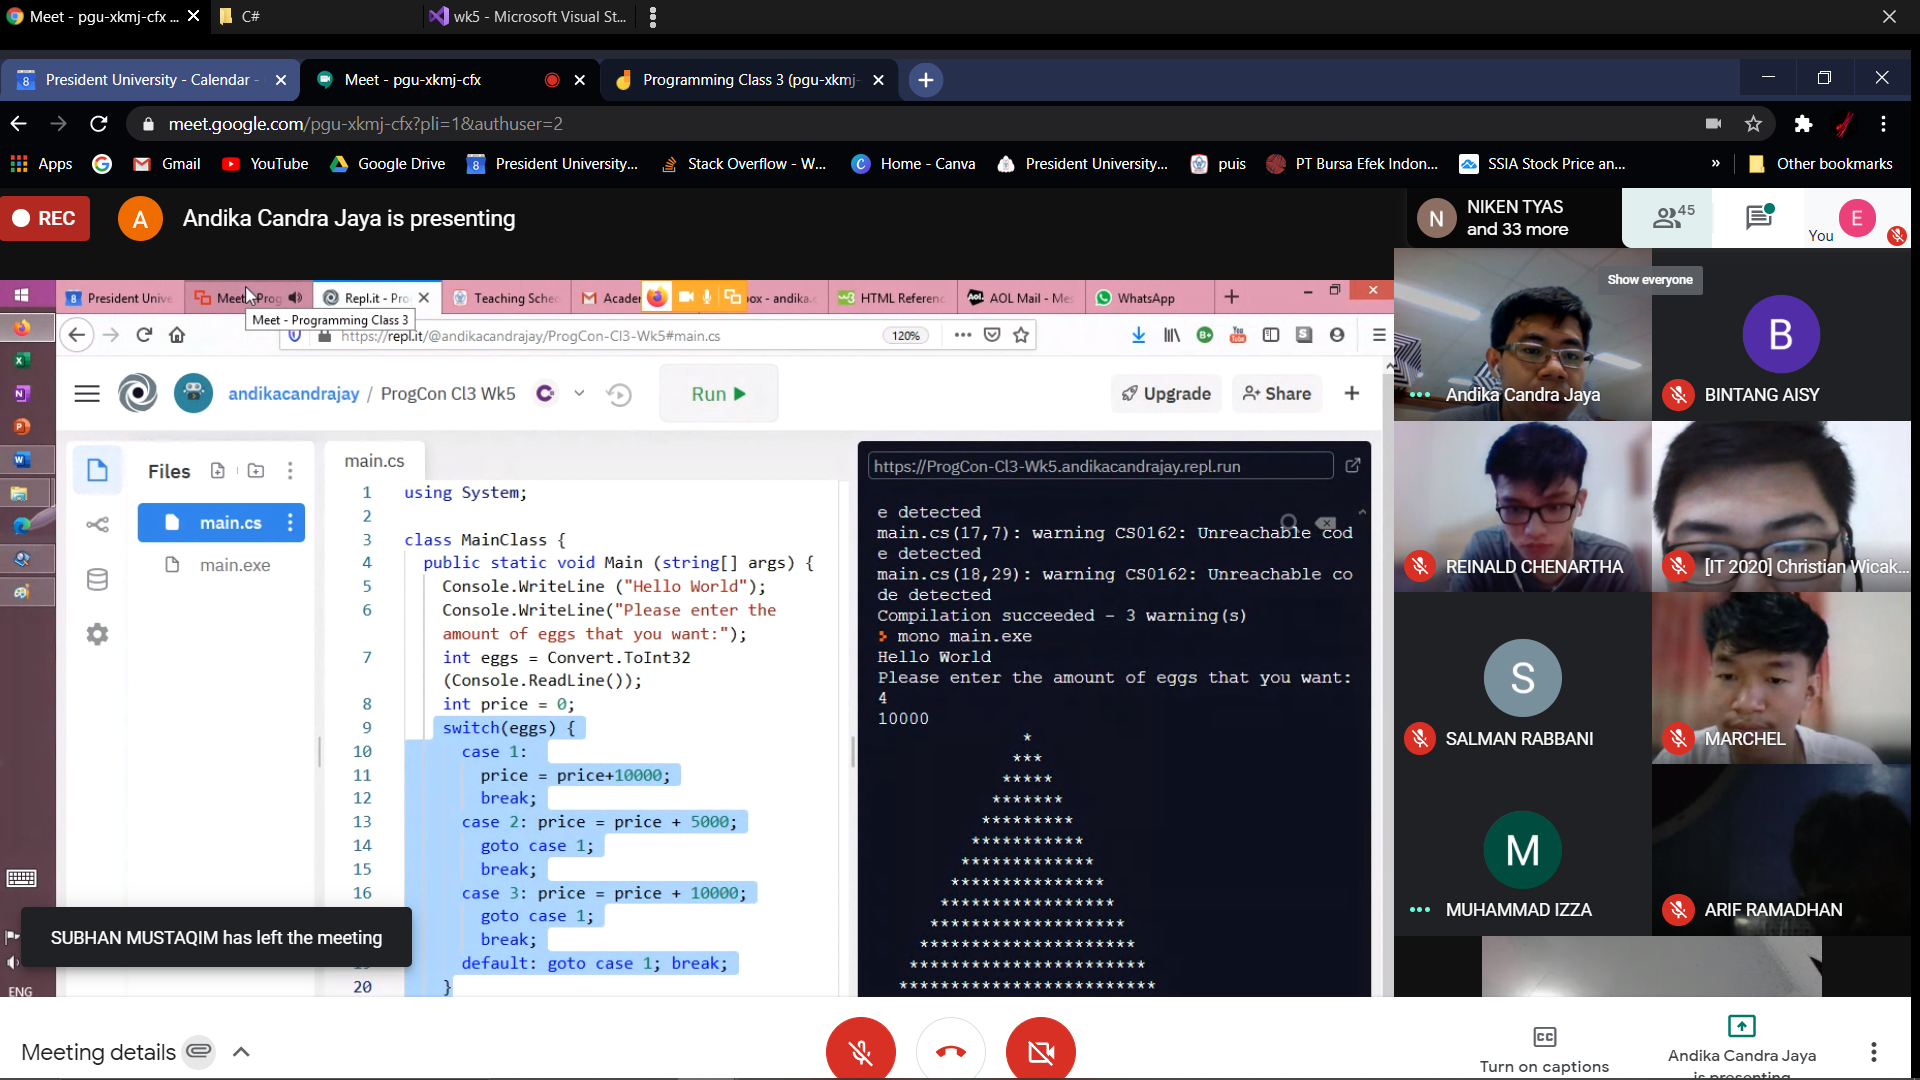 Meet - pgu-xkmj-cfx ...
C#
wk5 - Microsoft Visual St...
President University - Calendar -
Meet - pgu-xkmj-cfx
Programming Class 3 (pgu-xkmj-
meet.google.com/pgu-xkmj-cfx?pli=1&authuser=2
Apps
Gmail
YouTube
Google Drive
President University...
Stack Overflow - W...
Home - Canva
President University...
puis
PT Bursa Efek Indon...
SSIA Stock Price an...
»
Other bookmarks
REC
A
Andika Candra Jaya is presenting
N
NIKEN TYAS
and 33 more
45
You
E
Show everyone
President Unive
Meet - Prog
Repl.it - Pro
Teaching Sche
Acade
ox - andika.c
HTML Referen
AOL Mail - Me
WhatsApp
Meet - Programming Class 3
https://repl.it/@andikacandrajay/ProgCon-Cl3-Wk5#main.cs
120%
andikacandrajay / ProgCon Cl3 Wk5
Run
Upgrade
Share
Files
main.cs
main.exe
main.cs
1 using System;
2
3 class MainClass {
4 public static void Main (string[] args) {
5 Console.WriteLine ("Hello World");
6 Console.WriteLine("Please enter the
amount of eggs that you want:");
7 int eggs = Convert.ToInt32
(Console.ReadLine());
8 int price = 0;
9 switch(eggs) {
10 case 1:
11 price = price+10000;
12 break;
13 case 2: price = price + 5000;
14 goto case 1;
15 break;
16 case 3: price = price + 10000;
goto case 1;
break;
default: goto case 1; break;
20 }
https://ProgCon-Cl3-Wk5.andikacandrajay.repl.run
e detected
main.cs(17,7): warning CS0162: Unreachable cod
e detected
main.cs(18,29): warning CS0162: Unreachable co
de detected
Compilation succeeded - 3 warning(s)
mono main.exe
Hello World
Please enter the amount of eggs that you want:
4
10000
*
***
*****
*******
*********
***********
*************
***************
*****************
*******************
*********************
***********************
*************************
Andika Candra Jaya
B
BINTANG AISY
REINALD CHENARTHA
[IT 2020] Christian Wicak...
S
SALMAN RABBANI
MARCHEL
M
MUHAMMAD IZZA
ARIF RAMADHAN
SUBHAN MUSTAQIM has left the meeting
ENG
Meeting details
Turn on captions
Andika Candra Jaya
is presenting